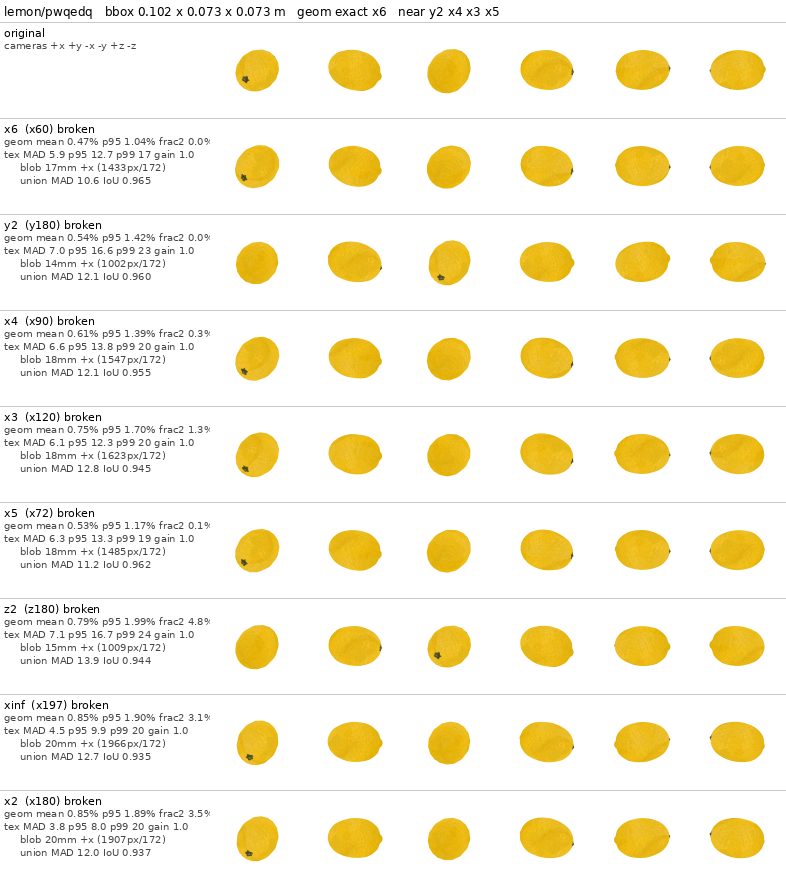 lemon/pwqedq   bbox 0.102 x 0.073 x 0.073 m   geom exact x6   near y2 x4 x3 x5
original
cameras +x +y -x -y +z -z
x6  (x60) broken
geom mean 0.47% p95 1.04% frac2 0.0%
tex MAD 5.9 p95 12.7 p99 17 gain 1.0
blob 17mm +x (1433px/172)
union MAD 10.6 IoU 0.965
y2  (y180) broken
geom mean 0.54% p95 1.42% frac2 0.0%
tex MAD 7.0 p95 16.6 p99 23 gain 1.0
blob 14mm +x (1002px/172)
union MAD 12.1 IoU 0.960
x4  (x90) broken
geom mean 0.61% p95 1.39% frac2 0.3%
tex MAD 6.6 p95 13.8 p99 20 gain 1.0
blob 18mm +x (1547px/172)
union MAD 12.1 IoU 0.955
x3  (x120) broken
geom mean 0.75% p95 1.70% frac2 1.3%
tex MAD 6.1 p95 12.3 p99 20 gain 1.0
blob 18mm +x (1623px/172)
union MAD 12.8 IoU 0.945
x5  (x72) broken
geom mean 0.53% p95 1.17% frac2 0.1%
tex MAD 6.3 p95 13.3 p99 19 gain 1.0
blob 18mm +x (1485px/172)
union MAD 11.2 IoU 0.962
z2  (z180) broken
geom mean 0.79% p95 1.99% frac2 4.8%
tex MAD 7.1 p95 16.7 p99 24 gain 1.0
blob 15mm +x (1009px/172)
union MAD 13.9 IoU 0.944
xinf  (x197) broken
geom mean 0.85% p95 1.90% frac2 3.1%
tex MAD 4.5 p95 9.9 p99 20 gain 1.0
blob 20mm +x (1966px/172)
union MAD 12.7 IoU 0.935
x2  (x180) broken
geom mean 0.85% p95 1.89% frac2 3.5%
tex MAD 3.8 p95 8.0 p99 20 gain 1.0
blob 20mm +x (1907px/172)
union MAD 12.0 IoU 0.937